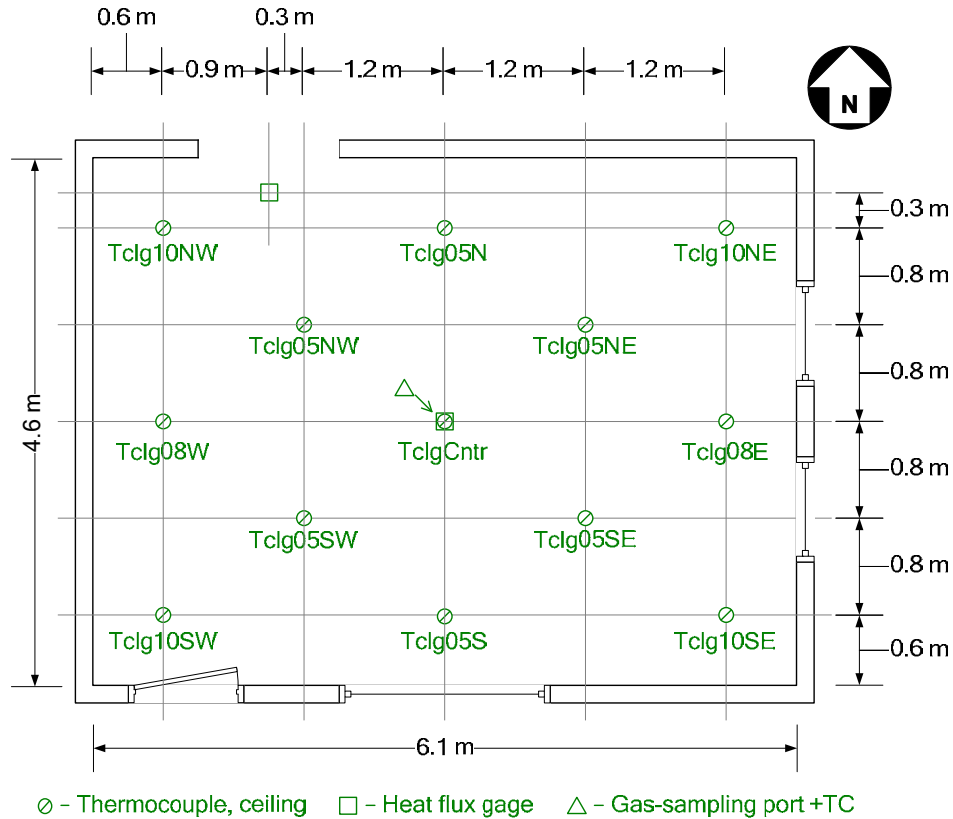 0.6 m
0.3 m
0.9 m
1.2 m
1.2 m
1.2 m
N
0.3 m
Tclg10NW
Tclg05N
Tclg10NE
0.8 m
Tclg05NW
Tclg05NE
0.8 m
4.6 m
Tclg08W
TclgCntr
Tclg08E
0.8 m
Tclg05SW
Tclg05SE
0.8 m
Tclg10SW
Tclg05S
Tclg10SE
0.6 m
6.1 m
– Thermocouple, ceiling
– Heat flux gage
– Gas-sampling port +TC